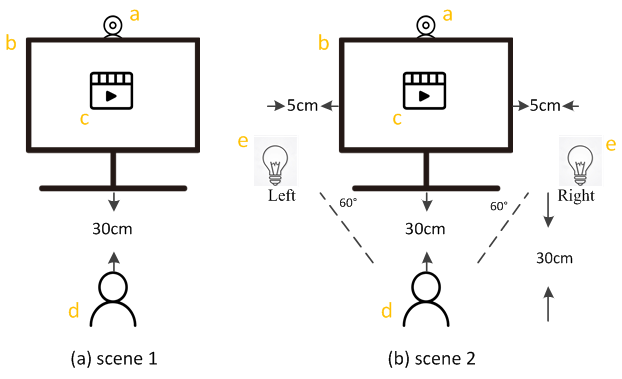 a
b
c
30cm
d
(a) scene 1
a
b
c
5cm
5cm
e
e
Left
Right
60°
60°
30cm
30cm
d
(b) scene 2